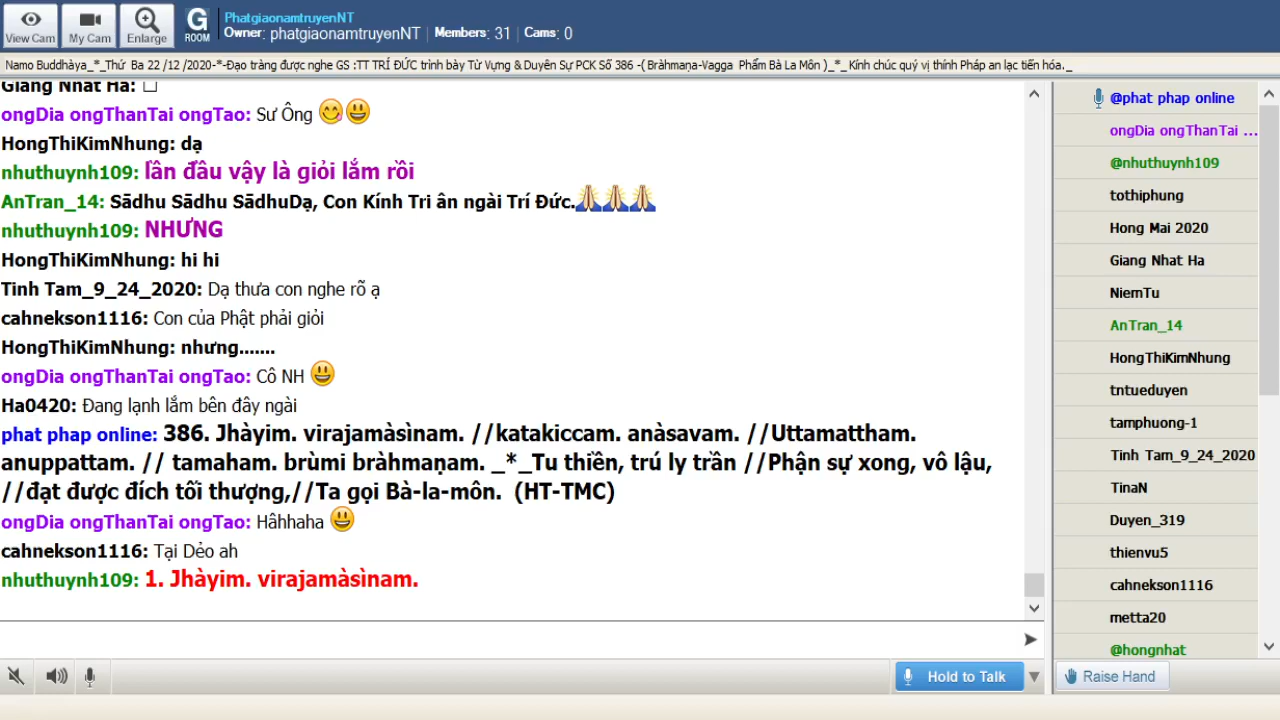 View Cam
My Cam
Enlarge
G ROOM
PhatgiaonamtruyenNT
Owner: phatgiaonamtruyenNT | Members: 31 | Cams: 0
Namo Buddhàya_*_Thứ Ba 22 /12 /2020-*-Đạo tràng được nghe GS :TT TRÍ ĐỨC trình bày Từ Vựng & Duyên Sự PCK Số 386 -( Bràhmaṇa-Vagga Phẩm Bà La Môn )_*_ Kính chúc quý vị thính Pháp an lạc tiến hóa._
Giang Nhat Ha:
ongDia ongThanTai ongTao: Sư Ông 😋😃
HongThiKimNhung: dạ
nhuthuynh109: lần đầu vậy là giỏi lắm rồi
AnTran_14: Sādhu Sādhu SādhuDạ, Con Kính Tri ân ngài Trí Đức.🙏🙏🙏
nhuthuynh109: NHƯNG
HongThiKimNhung: hi hi
Tinh Tam_9_24_2020: Dạ thưa con nghe rõ ạ
cahnekson1116: Con của Phật phải giỏi
HongThiKimNhung: nhưng.......
ongDia ongThanTai ongTao: Cô NH 😃
Ha0420: Đang lạnh lắm bên đây ngài
phat phap online: 386. Jhàyim. virajamàsìnam. //katakiccam. anàsavam. //Uttamattham.
anuppattam. // tamaham. brùmi bràhmaṇam. _*_Tu thiền, trú ly trần //Phận sự xong, vô lậu,
//đạt được đích tối thượng,//Ta gọi Bà-la-môn. (HT-TMC)
ongDia ongThanTai ongTao: Hâhhaha 😃
cahnekson1116: Tại Dẻo ah
nhuthuynh109: 1. Jhàyim. virajamàsìnam.
Hold to Talk
@phat phap online
ongDia ongThanTai ...
@nhuthuynh109
tothiphung
Hong Mai 2020
Giang Nhat Ha
NiemTu
AnTran_14
HongThiKimNhung
tntueduyen
tamphuong-1
Tinh Tam_9_24_2020
TinaN
Duyen_319
thienvu5
cahnekson1116
metta20
@hongnhat
Raise Hand